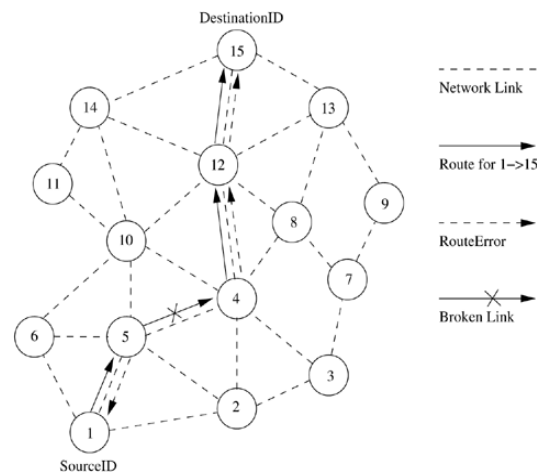 DestinationID
15
14
13
12
11
10
9
8
7
6
5
4
3
2
1
SourceID
Network Link
Route for 1->15
RouteError
Broken Link